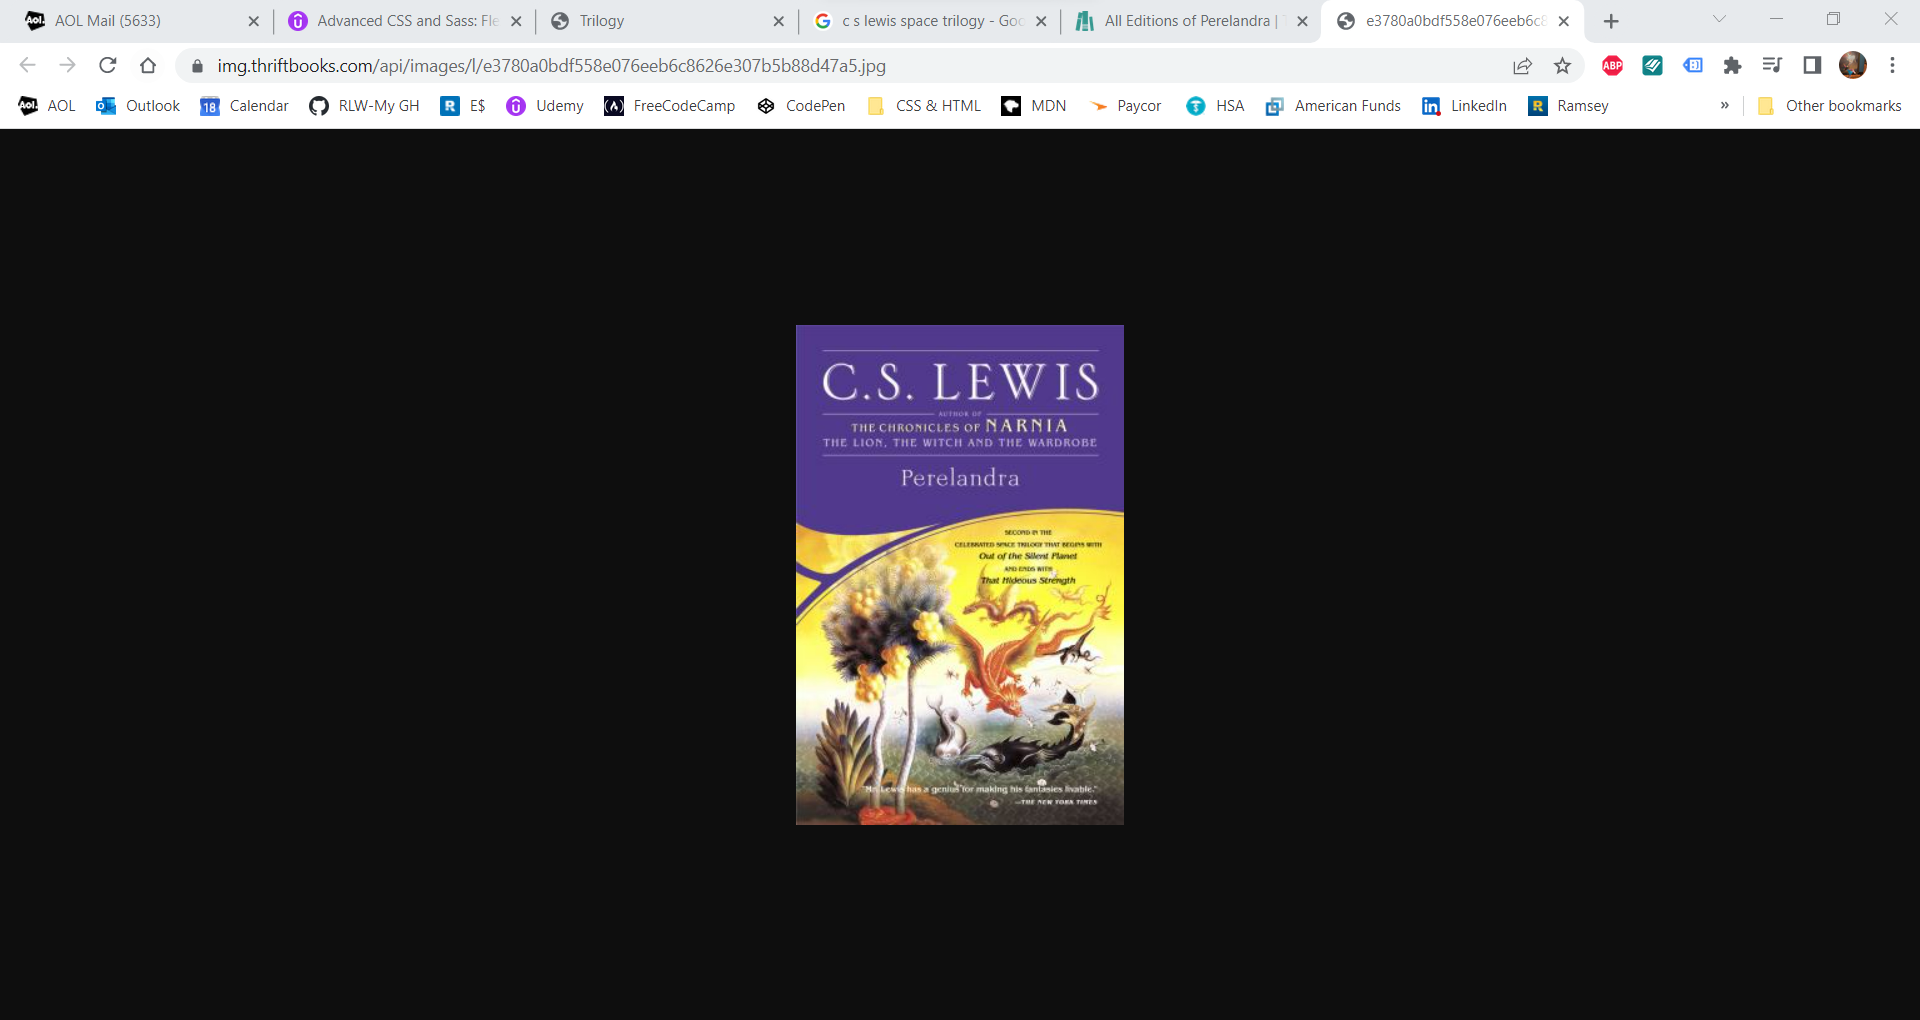 AOL Mail (5633)
Advanced CSS and Sass: Fle
Trilogy
c s lewis space trilogy - Goo
All Editions of Perelandra |
e3780a0bdf558e076eeb6c8
img.thriftbooks.com/api/images/l/e3780a0bdf558e076eeb6c8626e307b5b88d47a5.jpg
ABP
Aol. AOL
Outlook
18 Calendar
RLW-My GH
R E$
Udemy
FreeCodeCamp
CodePen
CSS & HTML
MDN
Paycor
HSA
American Funds
in LinkedIn
R Ramsey
»
Other bookmarks
C.S. LEWIS
AUTHOR OF
THE CHRONICLES OF NARNIA
THE LION, THE WITCH AND THE WARDROBE
Perelandra
SECOND IN THE
CELEBRATED SPACE TRILOGY THAT BEGINS WITH
Out of the Silent Planet
AND ENDS WITH
That Hideous Strength
"Mr. Lewis has a genius for making his fantasies livable."
—THE NEW YORK TIMES